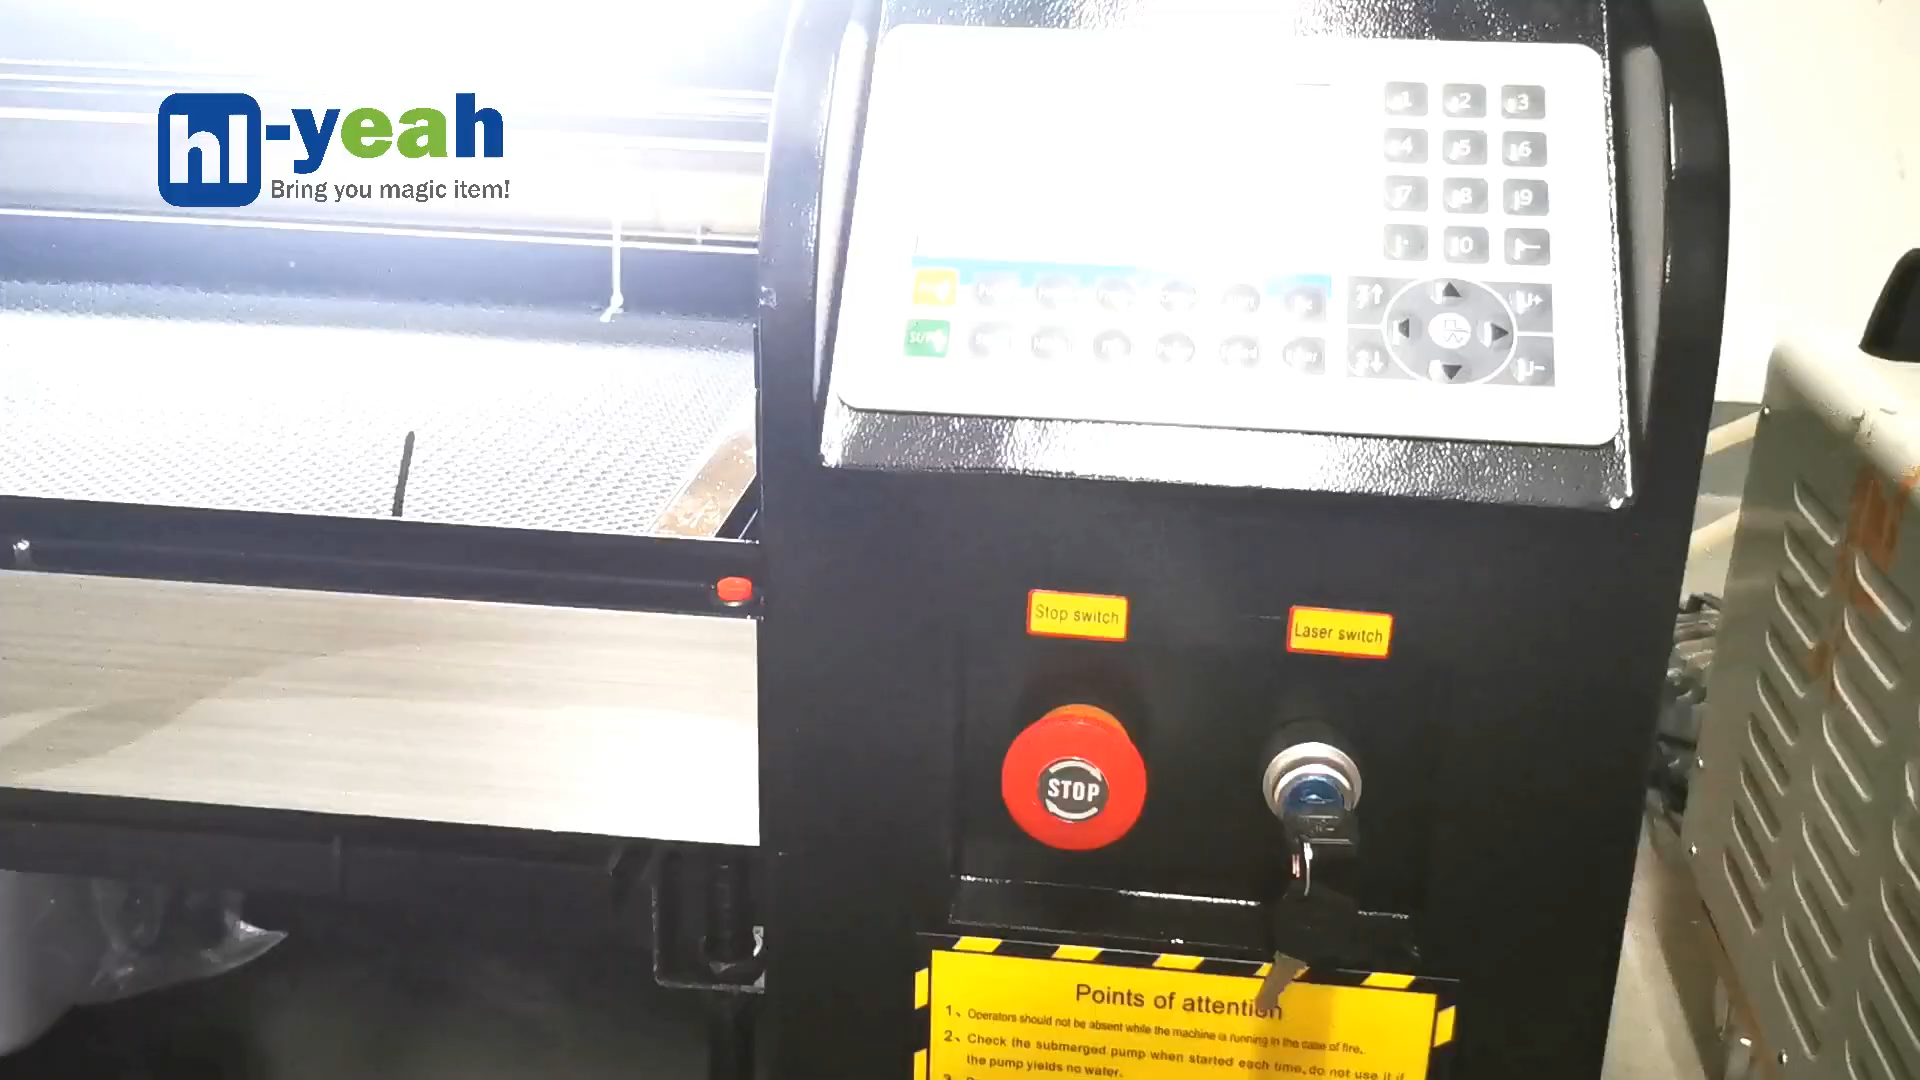 hl-yeah
Bring you magic item!
1 2 3
4 5 6
7 8 9
0
Z↑
U+
U-
Stop switch
Laser switch
STOP
Points of attention
1、Operators should not be absent while the machine is running in the case of fire.
2、Check the submerged pump when started each time, do not use it if
the pump yields no water.